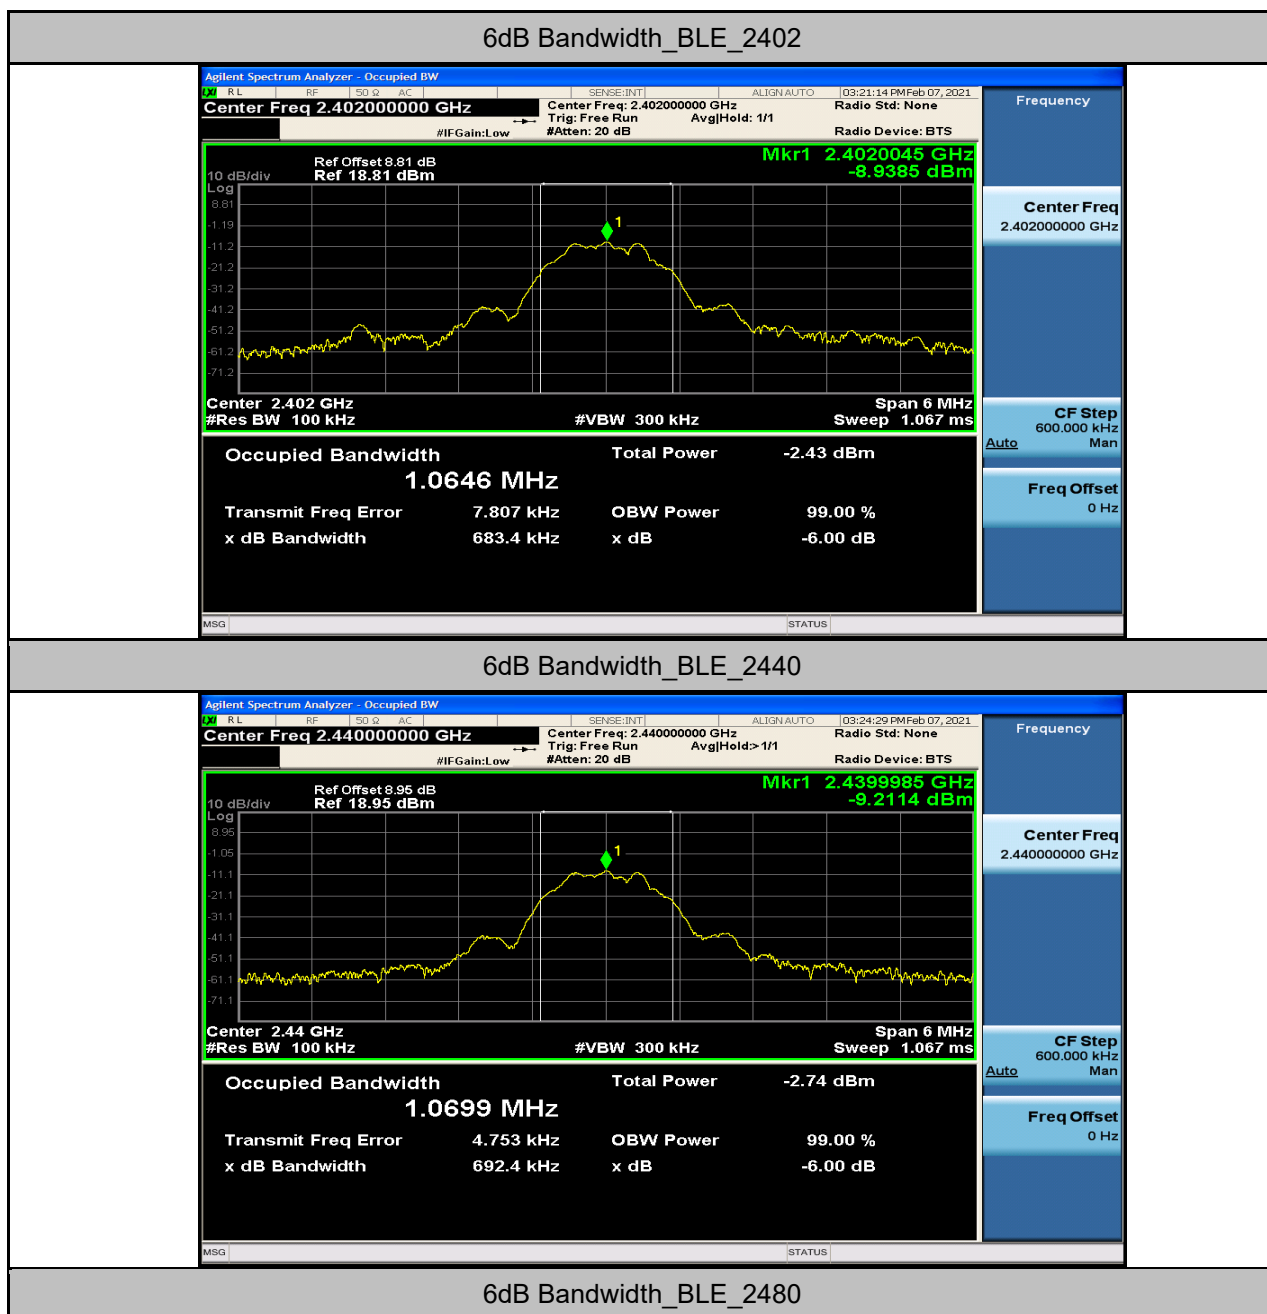 6dB Bandwidth_BLE_2402
Agilent Spectrum Analyzer - Occupied BW
LXI RL RF 50 Ω AC SENSE:INT ALIGN AUTO 03:21:14 PM Feb 07, 2021
Center Freq 2.402000000 GHz Center Freq: 2.402000000 GHz Radio Std: None
Trig: Free Run Avg|Hold: 1/1
#IFGain:Low #Atten: 20 dB Radio Device: BTS
Frequency
Mkr1 2.4020045 GHz
-8.9385 dBm
Ref Offset 8.81 dB
10 dB/div Ref 18.81 dBm
Log
8.81
-1.19
-11.2
-21.2
-31.2
-41.2
-51.2
-61.2
-71.2
1
Center 2.402 GHz Span 6 MHz
#Res BW 100 kHz #VBW 300 kHz Sweep 1.067 ms
Center Freq
2.402000000 GHz
CF Step
600.000 kHz
Auto Man
Freq Offset
0 Hz
Occupied Bandwidth Total Power -2.43 dBm
1.0646 MHz
Transmit Freq Error 7.807 kHz OBW Power 99.00 %
x dB Bandwidth 683.4 kHz x dB -6.00 dB
MSG STATUS
6dB Bandwidth_BLE_2440
Agilent Spectrum Analyzer - Occupied BW
LXI RL RF 50 Ω AC SENSE:INT ALIGN AUTO 03:24:29 PM Feb 07, 2021
Center Freq 2.440000000 GHz Center Freq: 2.440000000 GHz Radio Std: None
Trig: Free Run Avg|Hold:> 1/1
#IFGain:Low #Atten: 20 dB Radio Device: BTS
Frequency
Mkr1 2.4399985 GHz
-9.2114 dBm
Ref Offset 8.95 dB
10 dB/div Ref 18.95 dBm
Log
8.95
-1.05
-11.1
-21.1
-31.1
-41.1
-51.1
-61.1
-71.1
1
Center 2.44 GHz Span 6 MHz
#Res BW 100 kHz #VBW 300 kHz Sweep 1.067 ms
Center Freq
2.440000000 GHz
CF Step
600.000 kHz
Auto Man
Freq Offset
0 Hz
Occupied Bandwidth Total Power -2.74 dBm
1.0699 MHz
Transmit Freq Error 4.753 kHz OBW Power 99.00 %
x dB Bandwidth 692.4 kHz x dB -6.00 dB
MSG STATUS
6dB Bandwidth_BLE_2480